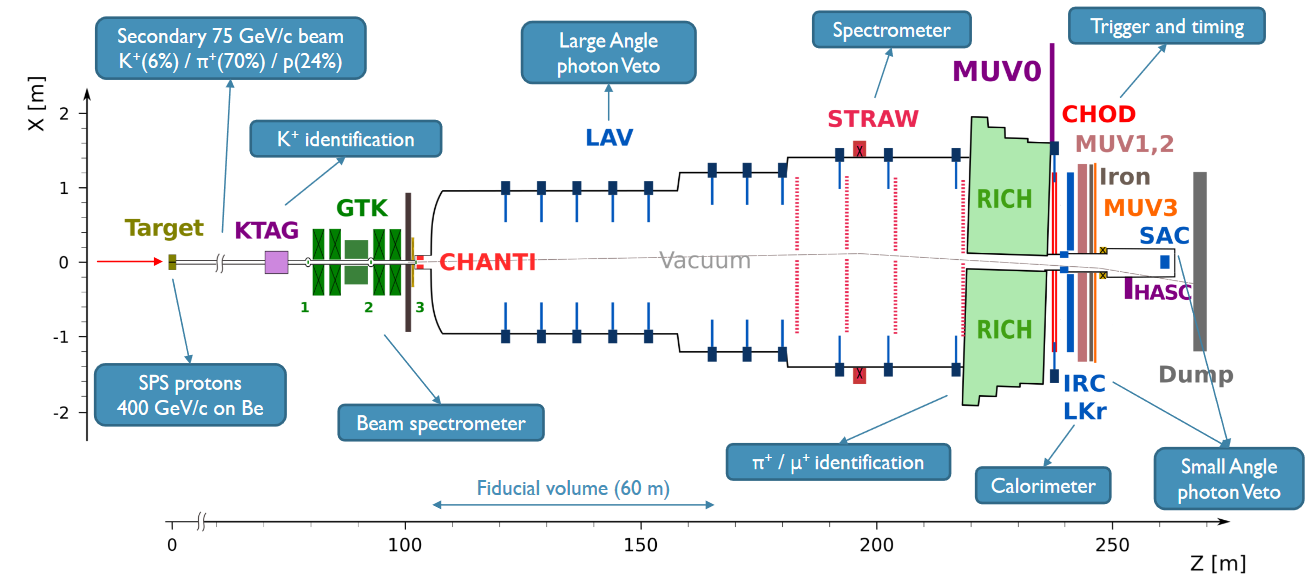 Secondary 75 GeV/c beam
K⁺(6%) / π⁺(70%) / p(24%)
Large Angle
photon Veto
Spectrometer
Trigger and timing
K⁺ identification
X [m]
2
1
0
-1
-2
MUV0
CHOD
MUV1,2
Iron
MUV3
SAC
HASC
STRAW
LAV
GTK
KTAG
Target
CHANTI
Vacuum
RICH
RICH
1
2
3
IRC
LKr
Dump
SPS protons
400 GeV/c on Be
Beam spectrometer
π⁺ / μ⁺ identification
Calorimeter
Small Angle
photon Veto
Fiducial volume (60 m)
0
100
150
200
250
Z [m]